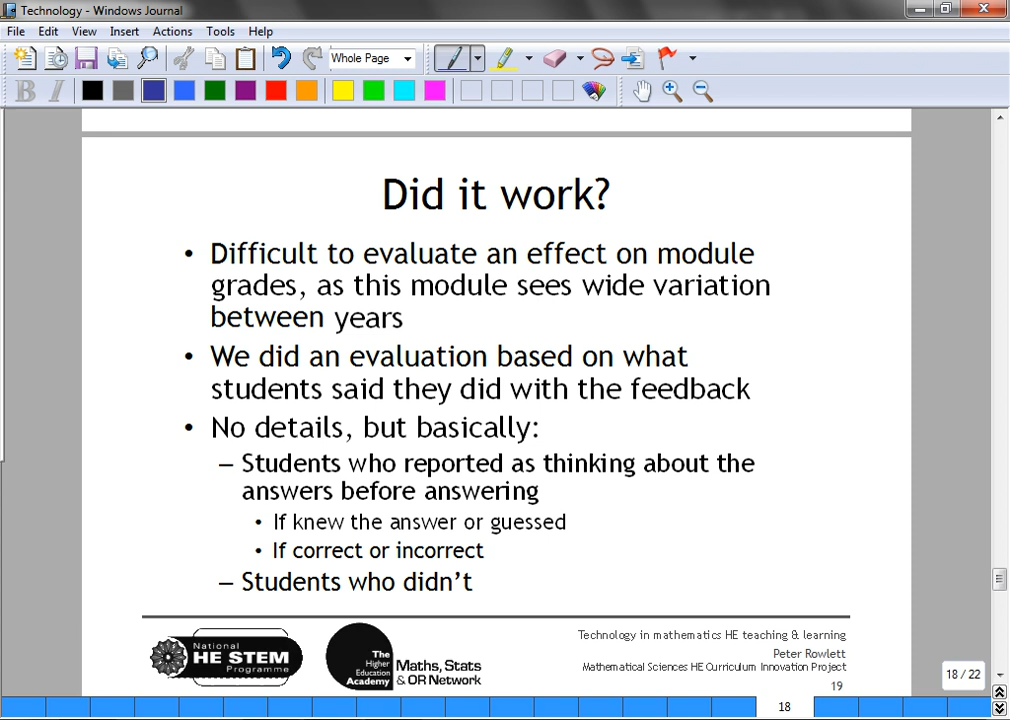 Technology - Windows Journal
File Edit View Insert Actions Tools Help
Whole Page
B I
Did it work?
• Difficult to evaluate an effect on module
grades, as this module sees wide variation
between years
• We did an evaluation based on what
students said they did with the feedback
• No details, but basically:
– Students who reported as thinking about the
answers before answering
• If knew the answer or guessed
• If correct or incorrect
– Students who didn't
National
HE STEM
Programme
The
Higher
Education
Academy
Maths, Stats
& OR Network
Technology in mathematics HE teaching & learning
Peter Rowlett
Mathematical Sciences HE Curriculum Innovation Project
19
18 / 22
18